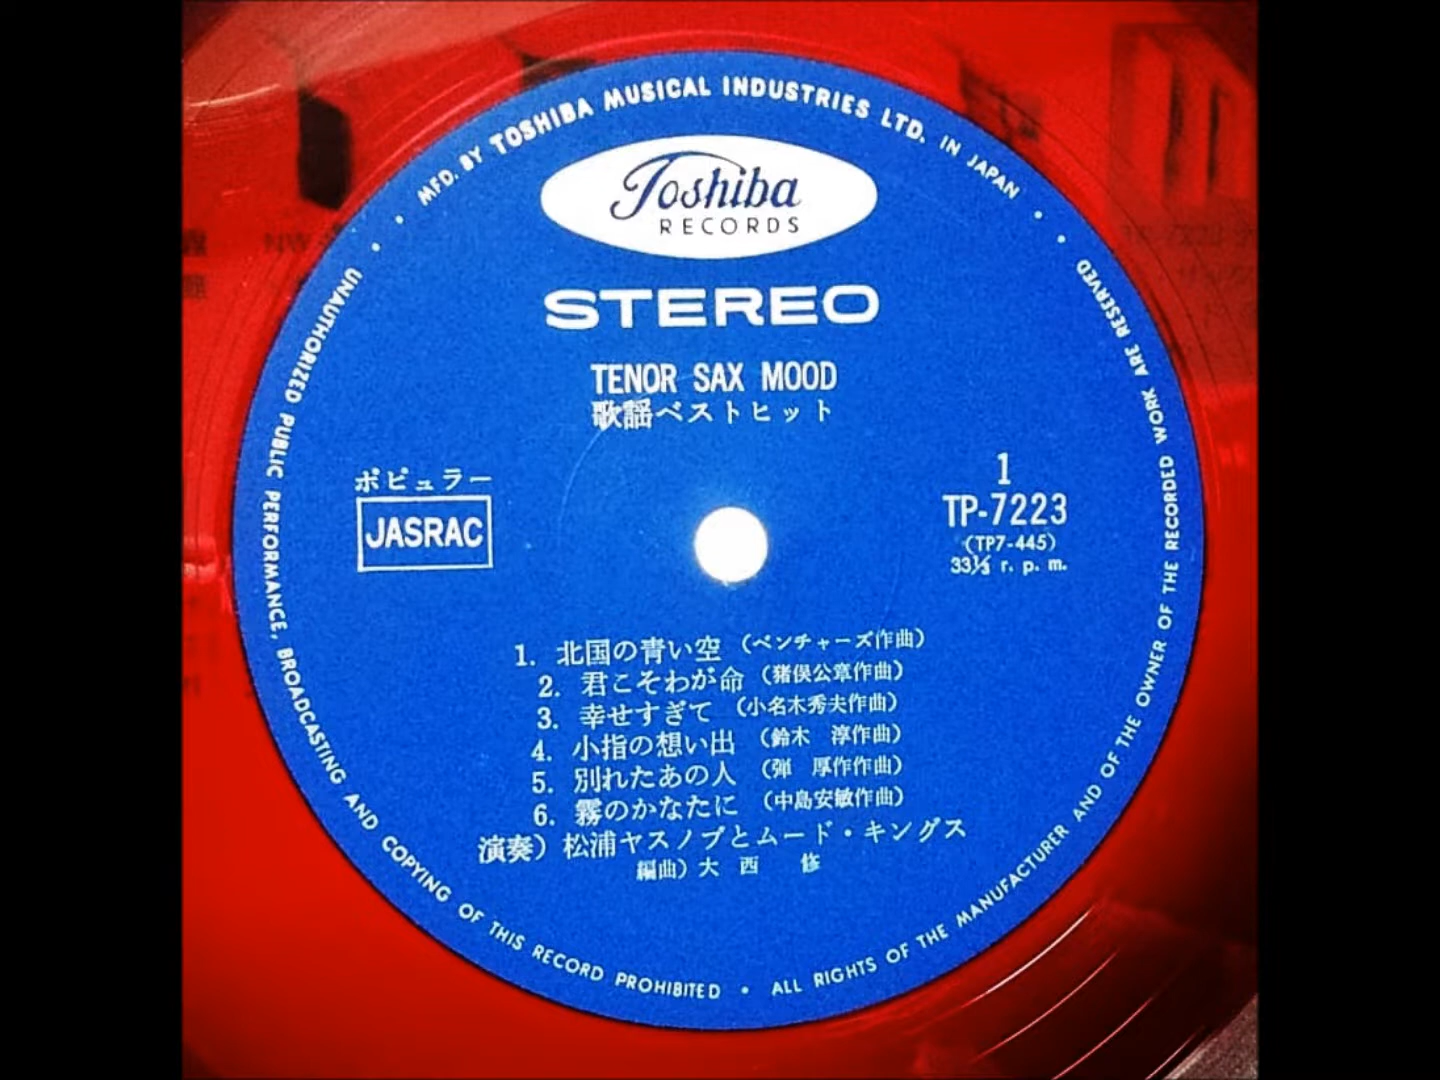 MFD. BY TOSHIBA MUSICAL INDUSTRIES LTD. IN JAPAN
Toshiba
RECORDS
STEREO
TENOR SAX MOOD
歌謡ベストヒット
ポピュラー
JASRAC
1
TP-7223
(TP7-445)
33⅓ r. p. m.
1. 北国の青い空 (ベンチャーズ作曲)
2. 君こそわが命 (猪俣公章作曲)
3. 幸せすぎて (小名木秀夫作曲)
4. 小指の想い出 (鈴木 淳作曲)
5. 別れたあの人 (弾 厚作作曲)
6. 霧のかなたに (中島安敏作曲)
演奏) 松浦ヤスノブとムード・キングス
編曲) 大西 修
UNAUTHORIZED PUBLIC PERFORMANCE, BROADCASTING AND COPYING OF THIS RECORD PROHIBITED • ALL RIGHTS OF THE MANUFACTURER AND OF THE OWNER OF THE RECORDED WORK ARE RESERVED